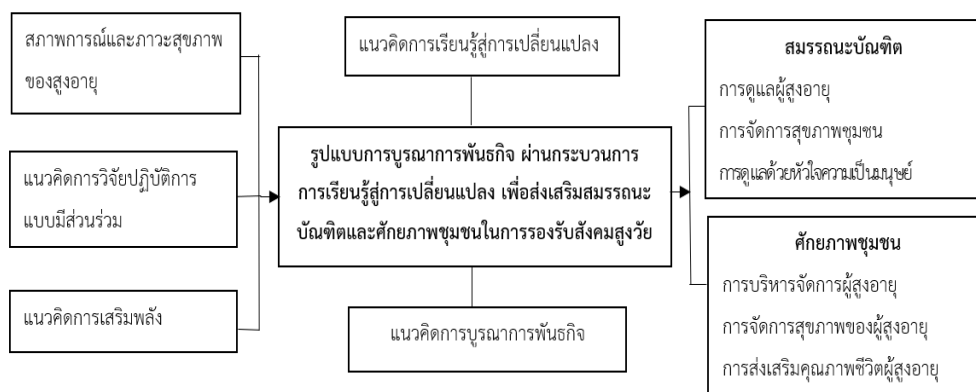 สภาพการณ์และภาวะสุขภาพ
ของสูงอายุ
แนวคิดการวิจัยปฏิบัติการ
แบบมีส่วนร่วม
แนวคิดการเสริมพลัง
แนวคิดการเรียนรู้สู่การเปลี่ยนแปลง
รูปแบบการบูรณาการพันธกิจ ผ่านกระบวนการ
การเรียนรู้สู่การเปลี่ยนแปลง เพื่อส่งเสริมสมรรถนะ
บัณฑิตและศักยภาพชุมชนในการรองรับสังคมสูงวัย
แนวคิดการบูรณาการพันธกิจ
สมรรถนะบัณฑิต
การดูแลผู้สูงอายุ
การจัดการสุขภาพชุมชน
การดูแลด้วยหัวใจความเป็นมนุษย์
ศักยภาพชุมชน
การบริหารจัดการผู้สูงอายุ
การจัดการสุขภาพของผู้สูงอายุ
การส่งเสริมคุณภาพชีวิตผู้สูงอายุ